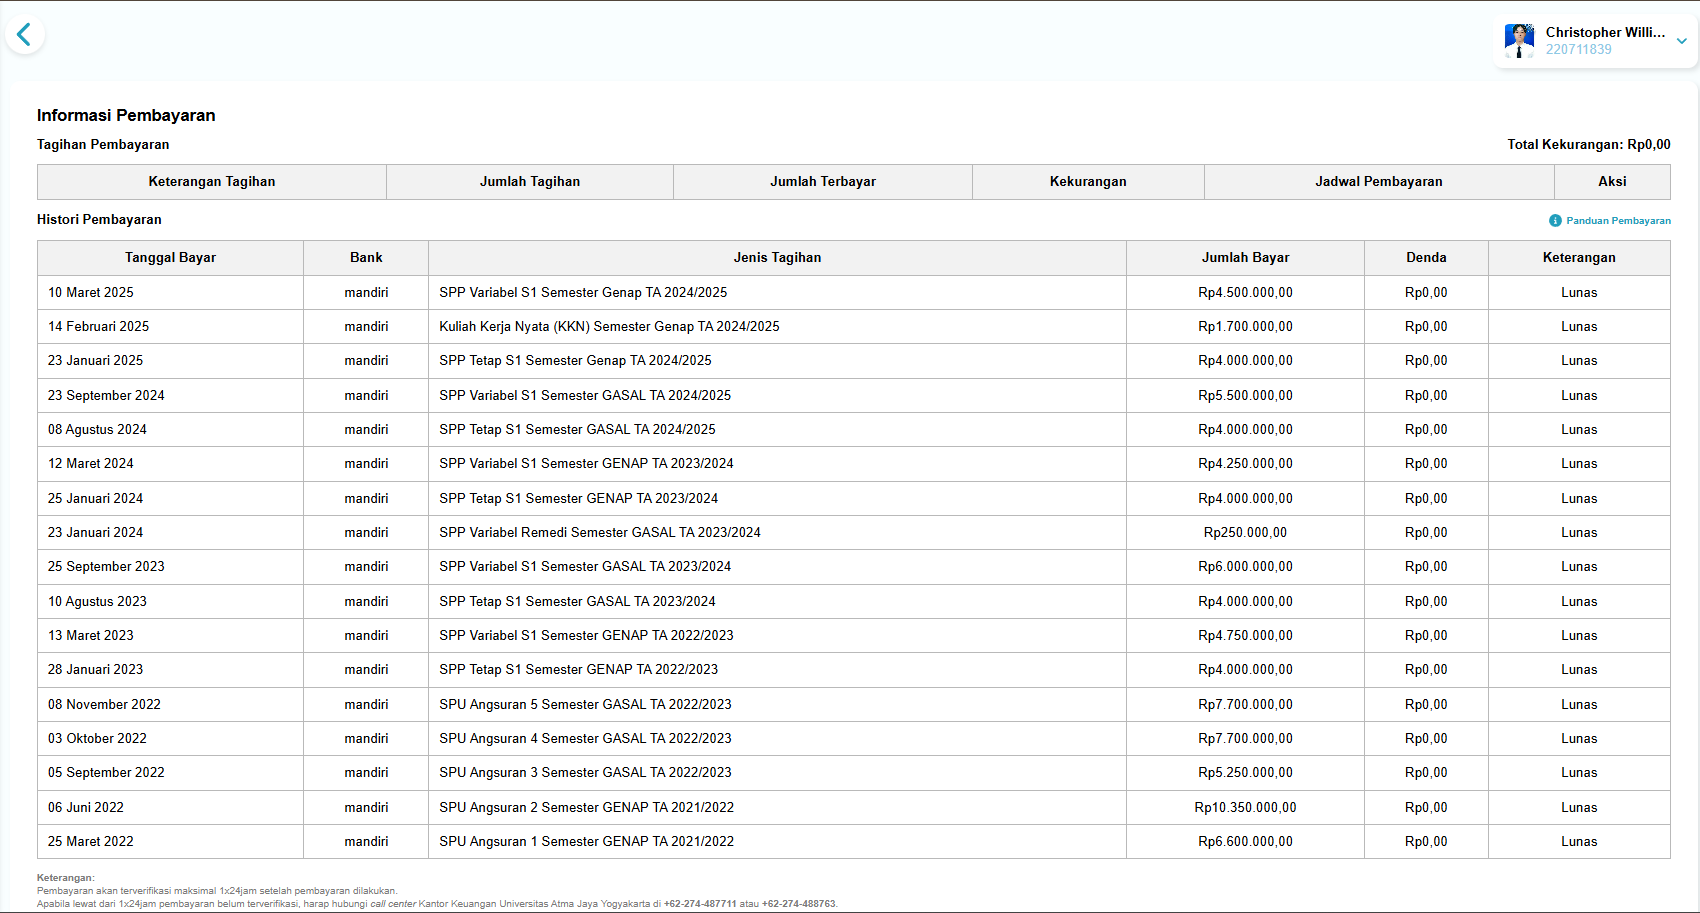 Christopher Willi...
220711839
Informasi Pembayaran
Tagihan Pembayaran Total Kekurangan: Rp0,00
Keterangan Tagihan Jumlah Tagihan Jumlah Terbayar Kekurangan Jadwal Pembayaran Aksi
Histori Pembayaran Panduan Pembayaran
Tanggal Bayar Bank Jenis Tagihan Jumlah Bayar Denda Keterangan
10 Maret 2025 mandiri SPP Variabel S1 Semester Genap TA 2024/2025 Rp4.500.000,00 Rp0,00 Lunas
14 Februari 2025 mandiri Kuliah Kerja Nyata (KKN) Semester Genap TA 2024/2025 Rp1.700.000,00 Rp0,00 Lunas
23 Januari 2025 mandiri SPP Tetap S1 Semester Genap TA 2024/2025 Rp4.000.000,00 Rp0,00 Lunas
23 September 2024 mandiri SPP Variabel S1 Semester GASAL TA 2024/2025 Rp5.500.000,00 Rp0,00 Lunas
08 Agustus 2024 mandiri SPP Tetap S1 Semester GASAL TA 2024/2025 Rp4.000.000,00 Rp0,00 Lunas
12 Maret 2024 mandiri SPP Variabel S1 Semester GENAP TA 2023/2024 Rp4.250.000,00 Rp0,00 Lunas
25 Januari 2024 mandiri SPP Tetap S1 Semester GENAP TA 2023/2024 Rp4.000.000,00 Rp0,00 Lunas
23 Januari 2024 mandiri SPP Variabel Remedi Semester GASAL TA 2023/2024 Rp250.000,00 Rp0,00 Lunas
25 September 2023 mandiri SPP Variabel S1 Semester GASAL TA 2023/2024 Rp6.000.000,00 Rp0,00 Lunas
10 Agustus 2023 mandiri SPP Tetap S1 Semester GASAL TA 2023/2024 Rp4.000.000,00 Rp0,00 Lunas
13 Maret 2023 mandiri SPP Variabel S1 Semester GENAP TA 2022/2023 Rp4.750.000,00 Rp0,00 Lunas
28 Januari 2023 mandiri SPP Tetap S1 Semester GENAP TA 2022/2023 Rp4.000.000,00 Rp0,00 Lunas
08 November 2022 mandiri SPU Angsuran 5 Semester GASAL TA 2022/2023 Rp7.700.000,00 Rp0,00 Lunas
03 Oktober 2022 mandiri SPU Angsuran 4 Semester GASAL TA 2022/2023 Rp7.700.000,00 Rp0,00 Lunas
05 September 2022 mandiri SPU Angsuran 3 Semester GASAL TA 2022/2023 Rp5.250.000,00 Rp0,00 Lunas
06 Juni 2022 mandiri SPU Angsuran 2 Semester GENAP TA 2021/2022 Rp10.350.000,00 Rp0,00 Lunas
25 Maret 2022 mandiri SPU Angsuran 1 Semester GENAP TA 2021/2022 Rp6.600.000,00 Rp0,00 Lunas
Keterangan:
Pembayaran akan terverifikasi maksimal 1x24jam setelah pembayaran dilakukan.
Apabila lewat dari 1x24jam pembayaran belum terverifikasi, harap hubungi call center Kantor Keuangan Universitas Atma Jaya Yogyakarta di +62-274-487711 atau +62-274-488763.